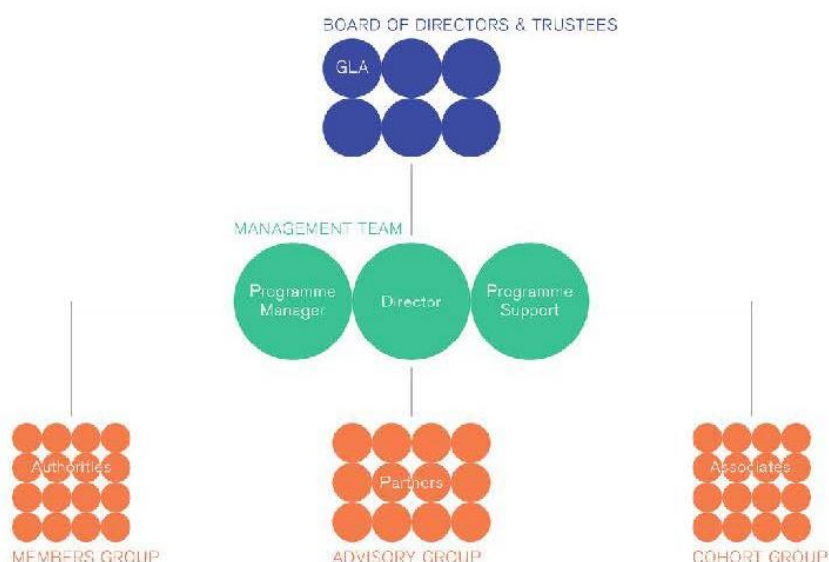 BOARD OF DIRECTORS & TRUSTEES
GLA
MANAGEMENT TEAM
Programme
Manager
Director
Programme
Support
Authorities
Partners
Associates
MEMBERS GROUP
ADVISORY GROUP
COHORT GROUP